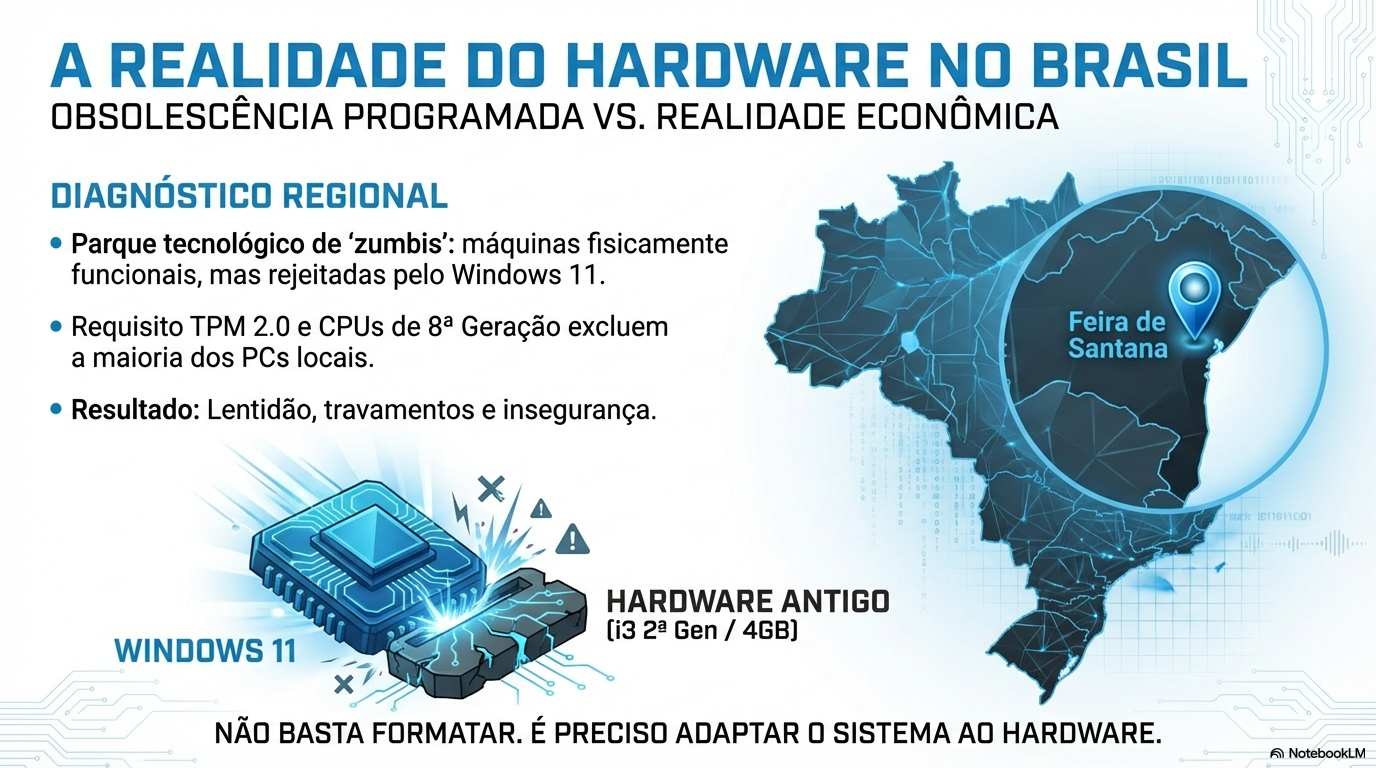 A REALIDADE DO HARDWARE NO BRASIL
OBSOLESCÊNCIA PROGRAMADA VS. REALIDADE ECONÔMICA
DIAGNÓSTICO REGIONAL
• Parque tecnológico de ‘zumbis’: máquinas fisicamente
funcionais, mas rejeitadas pelo Windows 11.
• Requisito TPM 2.0 e CPUs de 8ª Geração excluem
a maioria dos PCs locais.
• Resultado: Lentidão, travamentos e insegurança.
Feira de
Santana
HARDWARE ANTIGO
(i3 2ª Gen / 4GB)
WINDOWS 11
NÃO BASTA FORMATAR. É PRECISO ADAPTAR O SISTEMA AO HARDWARE.
NotebookLM